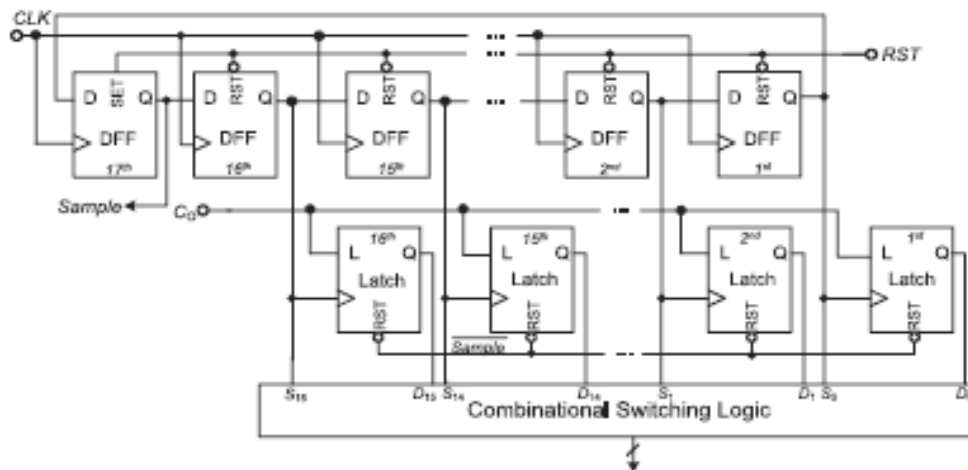 CLK
RST
D SET Q DFF 17th
D RST Q DFF 16th
D RST Q DFF 15th
D RST Q DFF 2nd
D RST Q DFF 1st
Sample
C0
16th L Q Latch RST
15th L Q Latch RST
2nd L Q Latch RST
1st L Q Latch RST
Sample
S15 D15 S14 D14 S1 D1 S0 D
Combinational Switching Logic